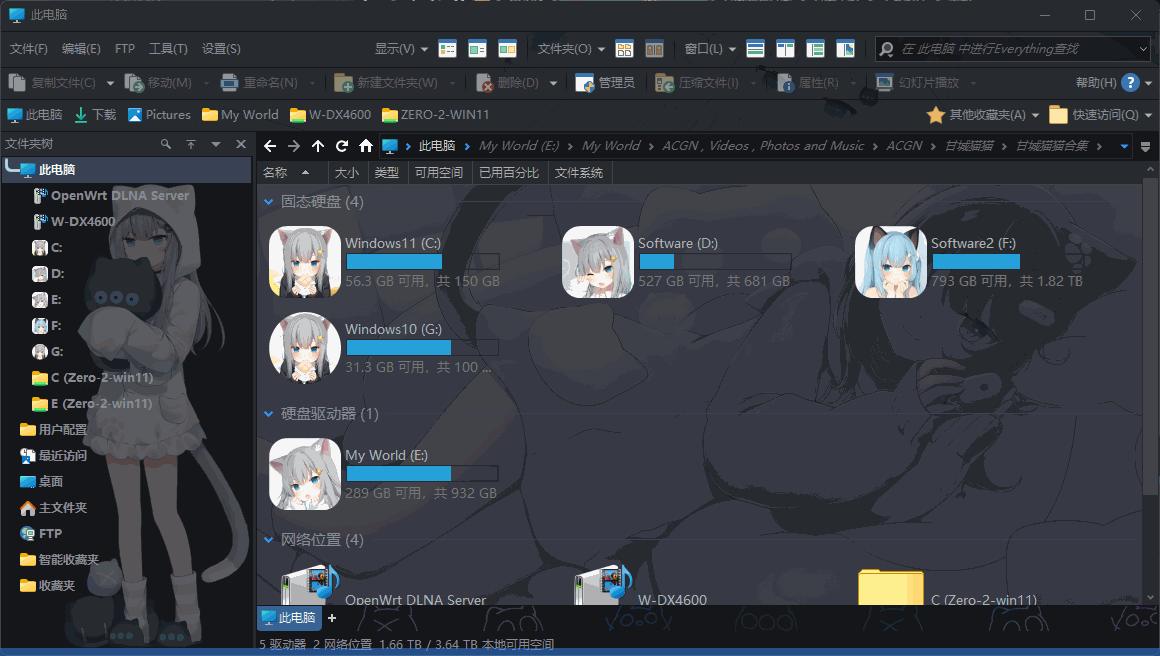 此电脑
文件(F) 编辑(E) FTP 工具(T) 设置(S) 显示(V) 文件夹(O) 窗口(L) 在 此电脑 中进行Everything查找
复制文件(C) 移动(M) 重命名(N) 新建文件夹(W) 删除(D) 管理员 压缩文件(I) 属性(R) 幻灯片播放 帮助(H)
此电脑 下载 Pictures My World W-DX4600 ZERO-2-WIN11 其他收藏夹(A) 快速访问(Q)
文件夹树
此电脑 My World (E:) My World ACGN , Videos , Photos and Music ACGN 甘城猫猫 甘城猫猫合集
名称 大小 类型 可用空间 已用百分比 文件系统
此电脑
OpenWrt DLNA Server
W-DX4600
C:
D:
E:
F:
G:
C (Zero-2-win11)
E (Zero-2-win11)
用户配置
最近访问
桌面
主文件夹
FTP
智能收藏夹
收藏夹
固态硬盘 (4)
Windows11 (C:)
56.3 GB 可用，共 150 GB
Software (D:)
527 GB 可用，共 681 GB
Software2 (F:)
793 GB 可用，共 1.82 TB
Windows10 (G:)
31.3 GB 可用，共 100 ...
硬盘驱动器 (1)
My World (E:)
289 GB 可用，共 932 GB
网络位置 (4)
OpenWrt DLNA Server
W-DX4600
C (Zero-2-win11)
此电脑
5 驱动器 2 网络位置 1.66 TB / 3.64 TB 本地可用空间